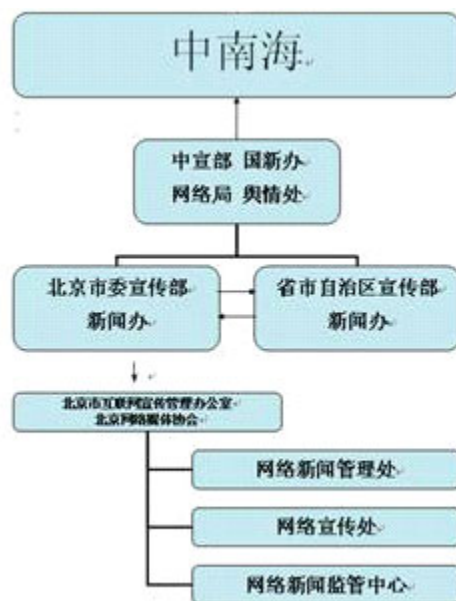 中南海
中宣部 国新办
网络局 舆情处
北京市委宣传部
新闻办
省市自治区宣传部
新闻办
北京市互联网宣传管理办公室
北京网络媒体协会
网络新闻管理处
网络宣传处
网络新闻监管中心